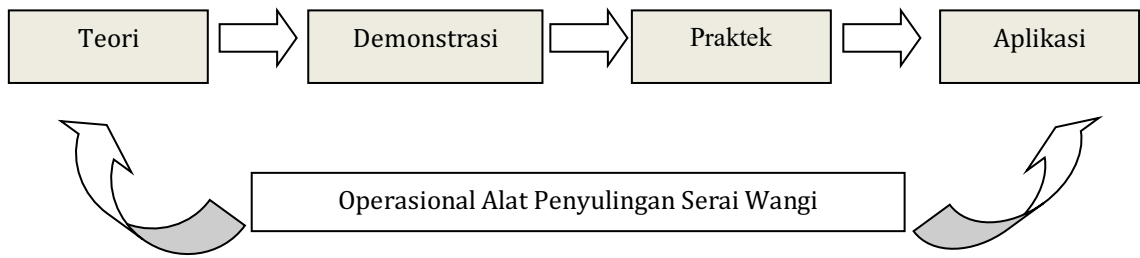 Teori
Demonstrasi
Praktek
Aplikasi
Operasional Alat Penyulingan Serai Wangi